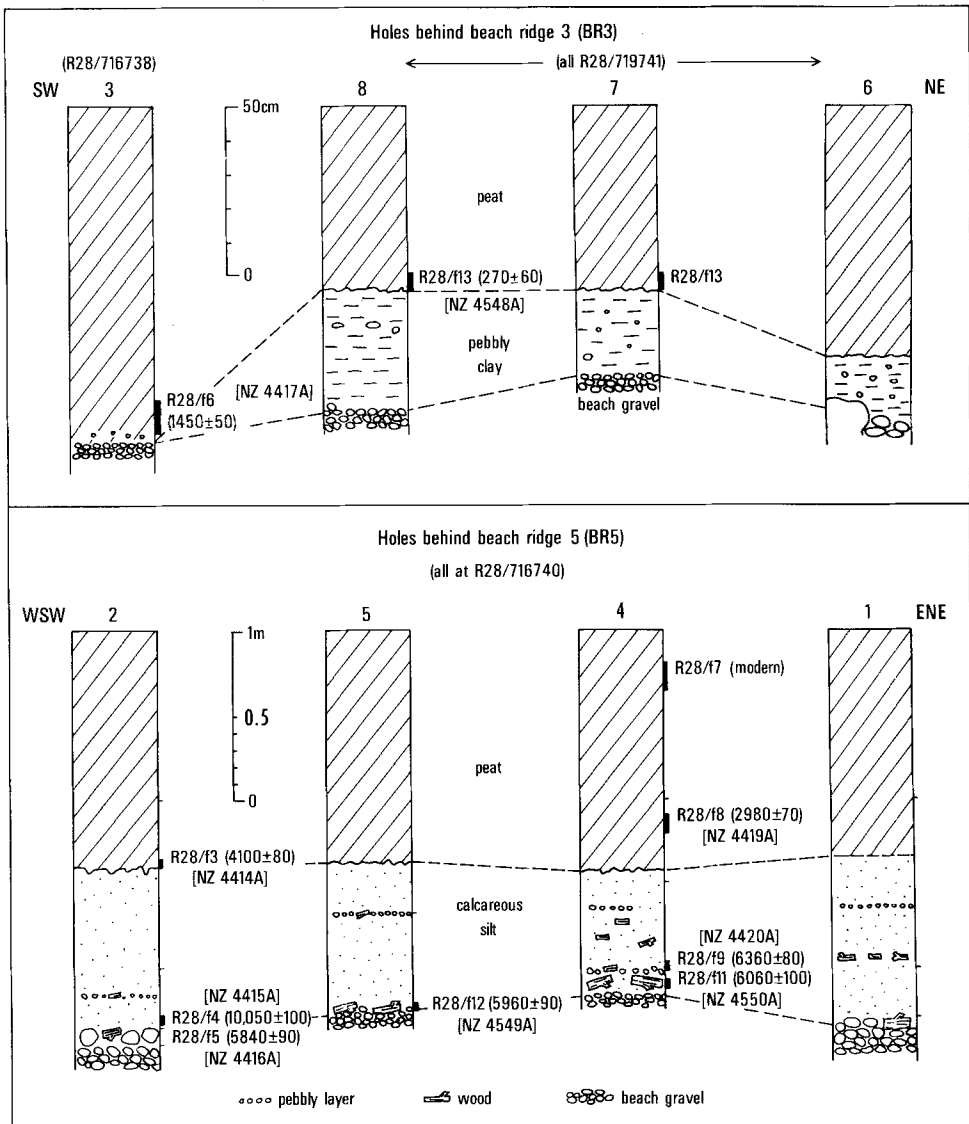 Holes behind beach ridge 3 (BR3)
(R28/716738)
(all R28/719741)
SW 3 8 7 6 NE
50cm
0
peat
R28/f13 (270±60)
[NZ 4548A]
R28/f13
pebbly
clay
[NZ 4417A]
R28/f6
(1450±50)
beach gravel
Holes behind beach ridge 5 (BR5)
(all at R28/716740)
WSW 2 5 4 1 ENE
1m
0.5
0
R28/f7 (modern)
peat
R28/f8 (2980±70)
[NZ 4419A]
R28/f3 (4100±80)
[NZ 4414A]
calcareous
silt
[NZ 4420A]
R28/f9 (6360±80)
R28/f11 (6060±100)
[NZ 4550A]
[NZ 4415A]
R28/f4 (10,050±100)
R28/f5 (5840±90)
[NZ 4416A]
R28/f12 (5960±90)
[NZ 4549A]
pebbly layer wood beach gravel